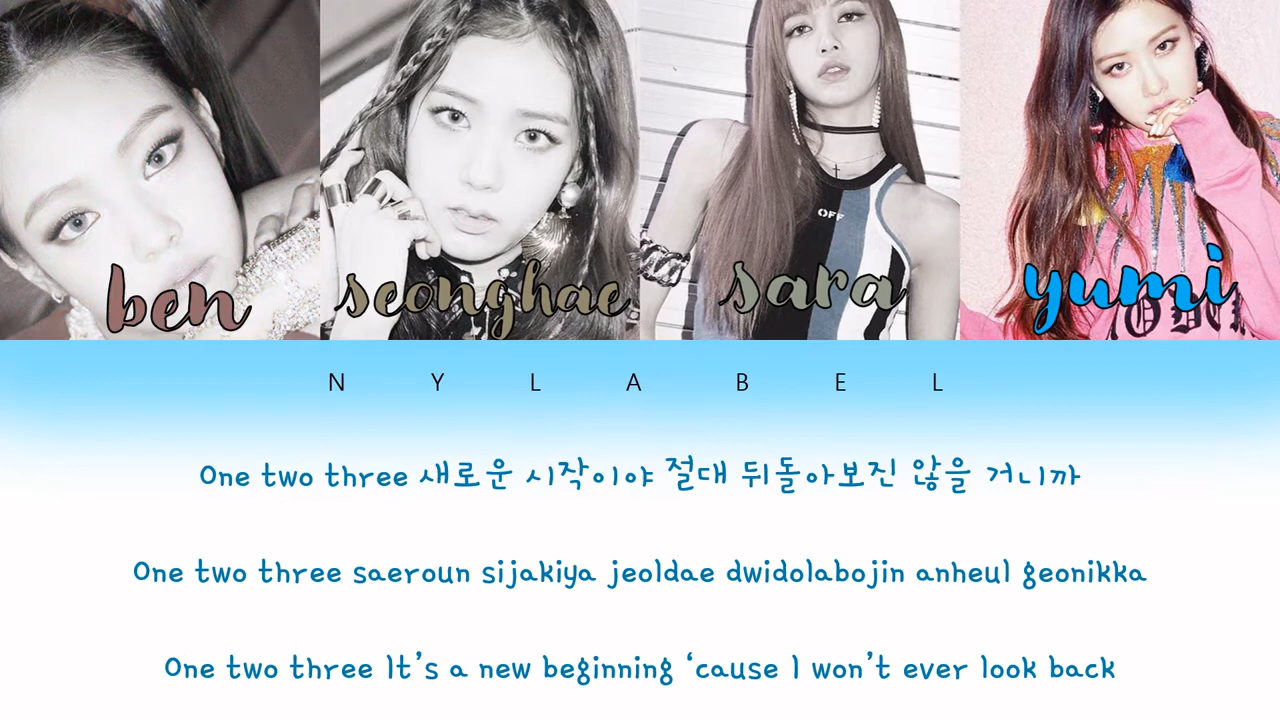 ben seonghae sara yumi
OFF
N Y L A B E L
One two three 새로운 시작이야 절대 뒤돌아보진 않을 거니까
One two three saeroun sijakiya jeoldae dwidolabojin anheul geonikka
One two three It's a new beginning ‘cause I won't ever look back